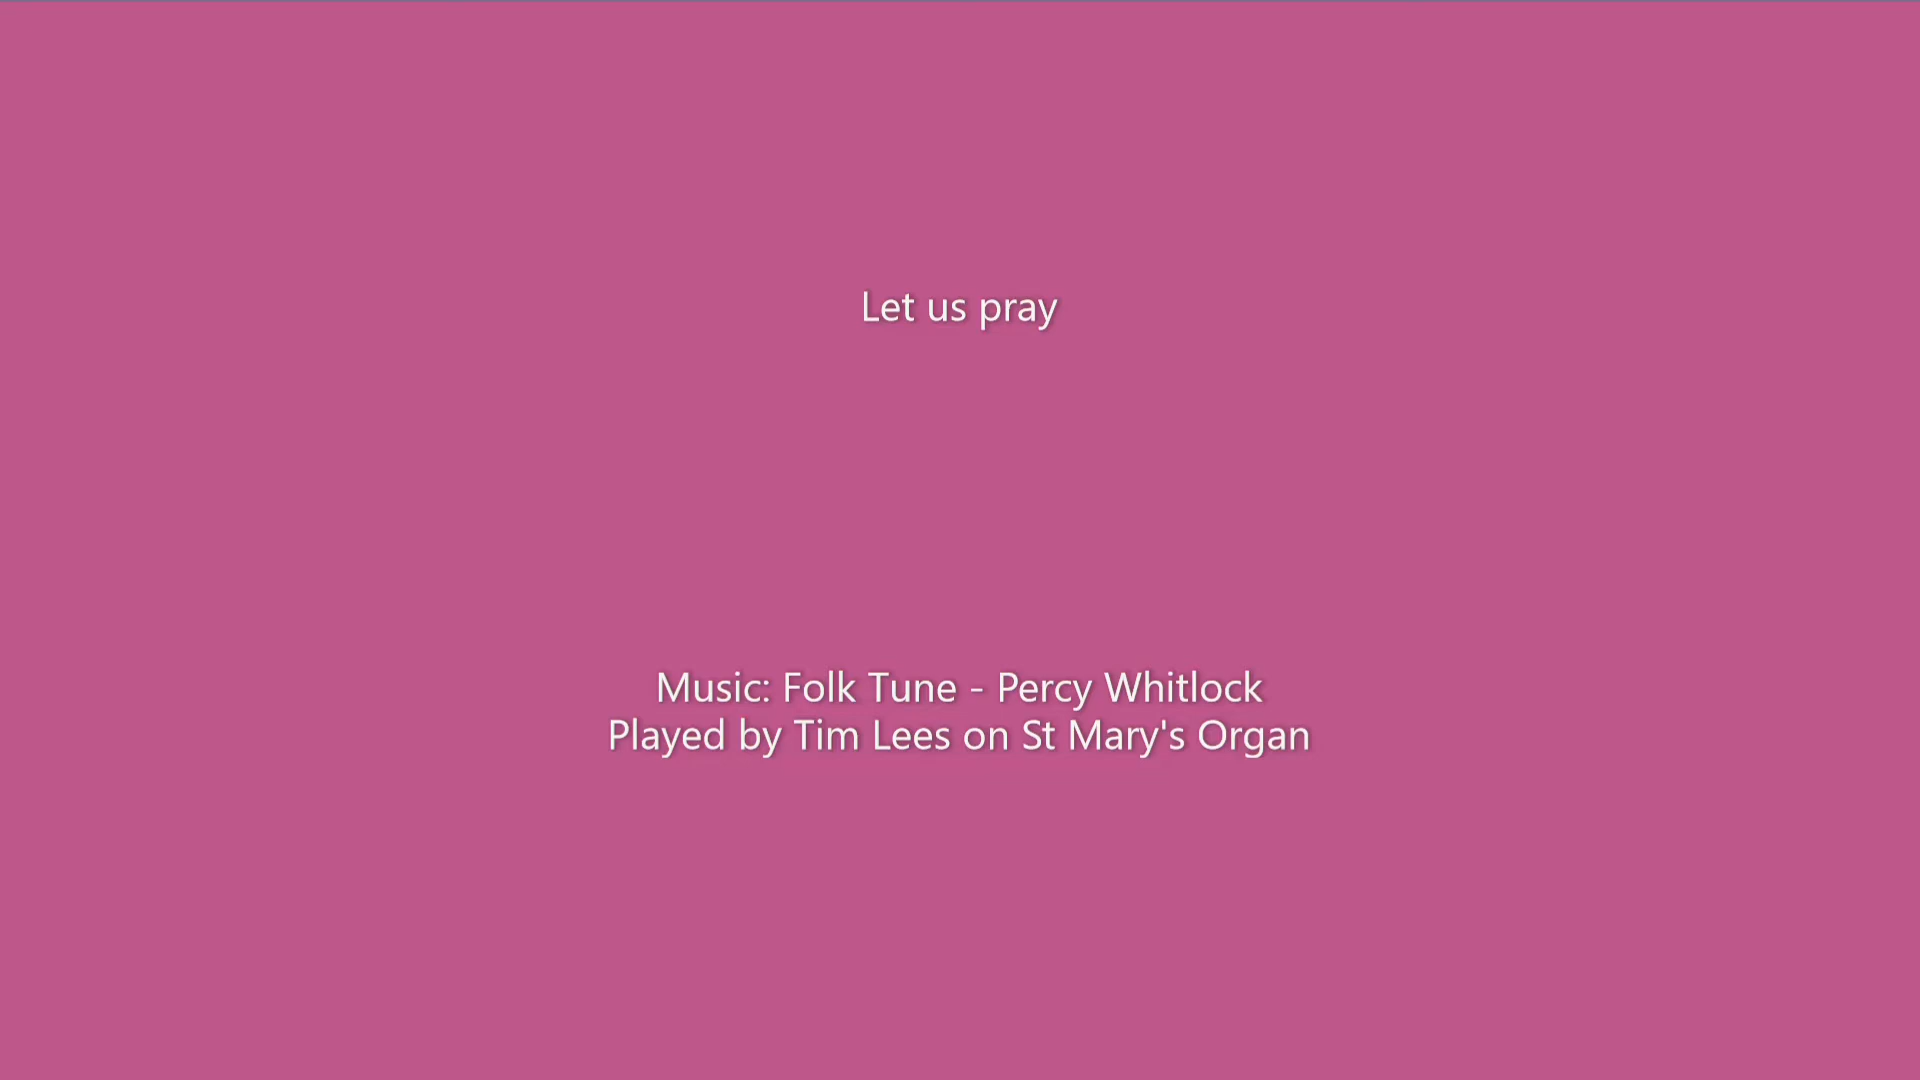 Let us pray
Music: Folk Tune - Percy Whitlock
Played by Tim Lees on St Mary's Organ